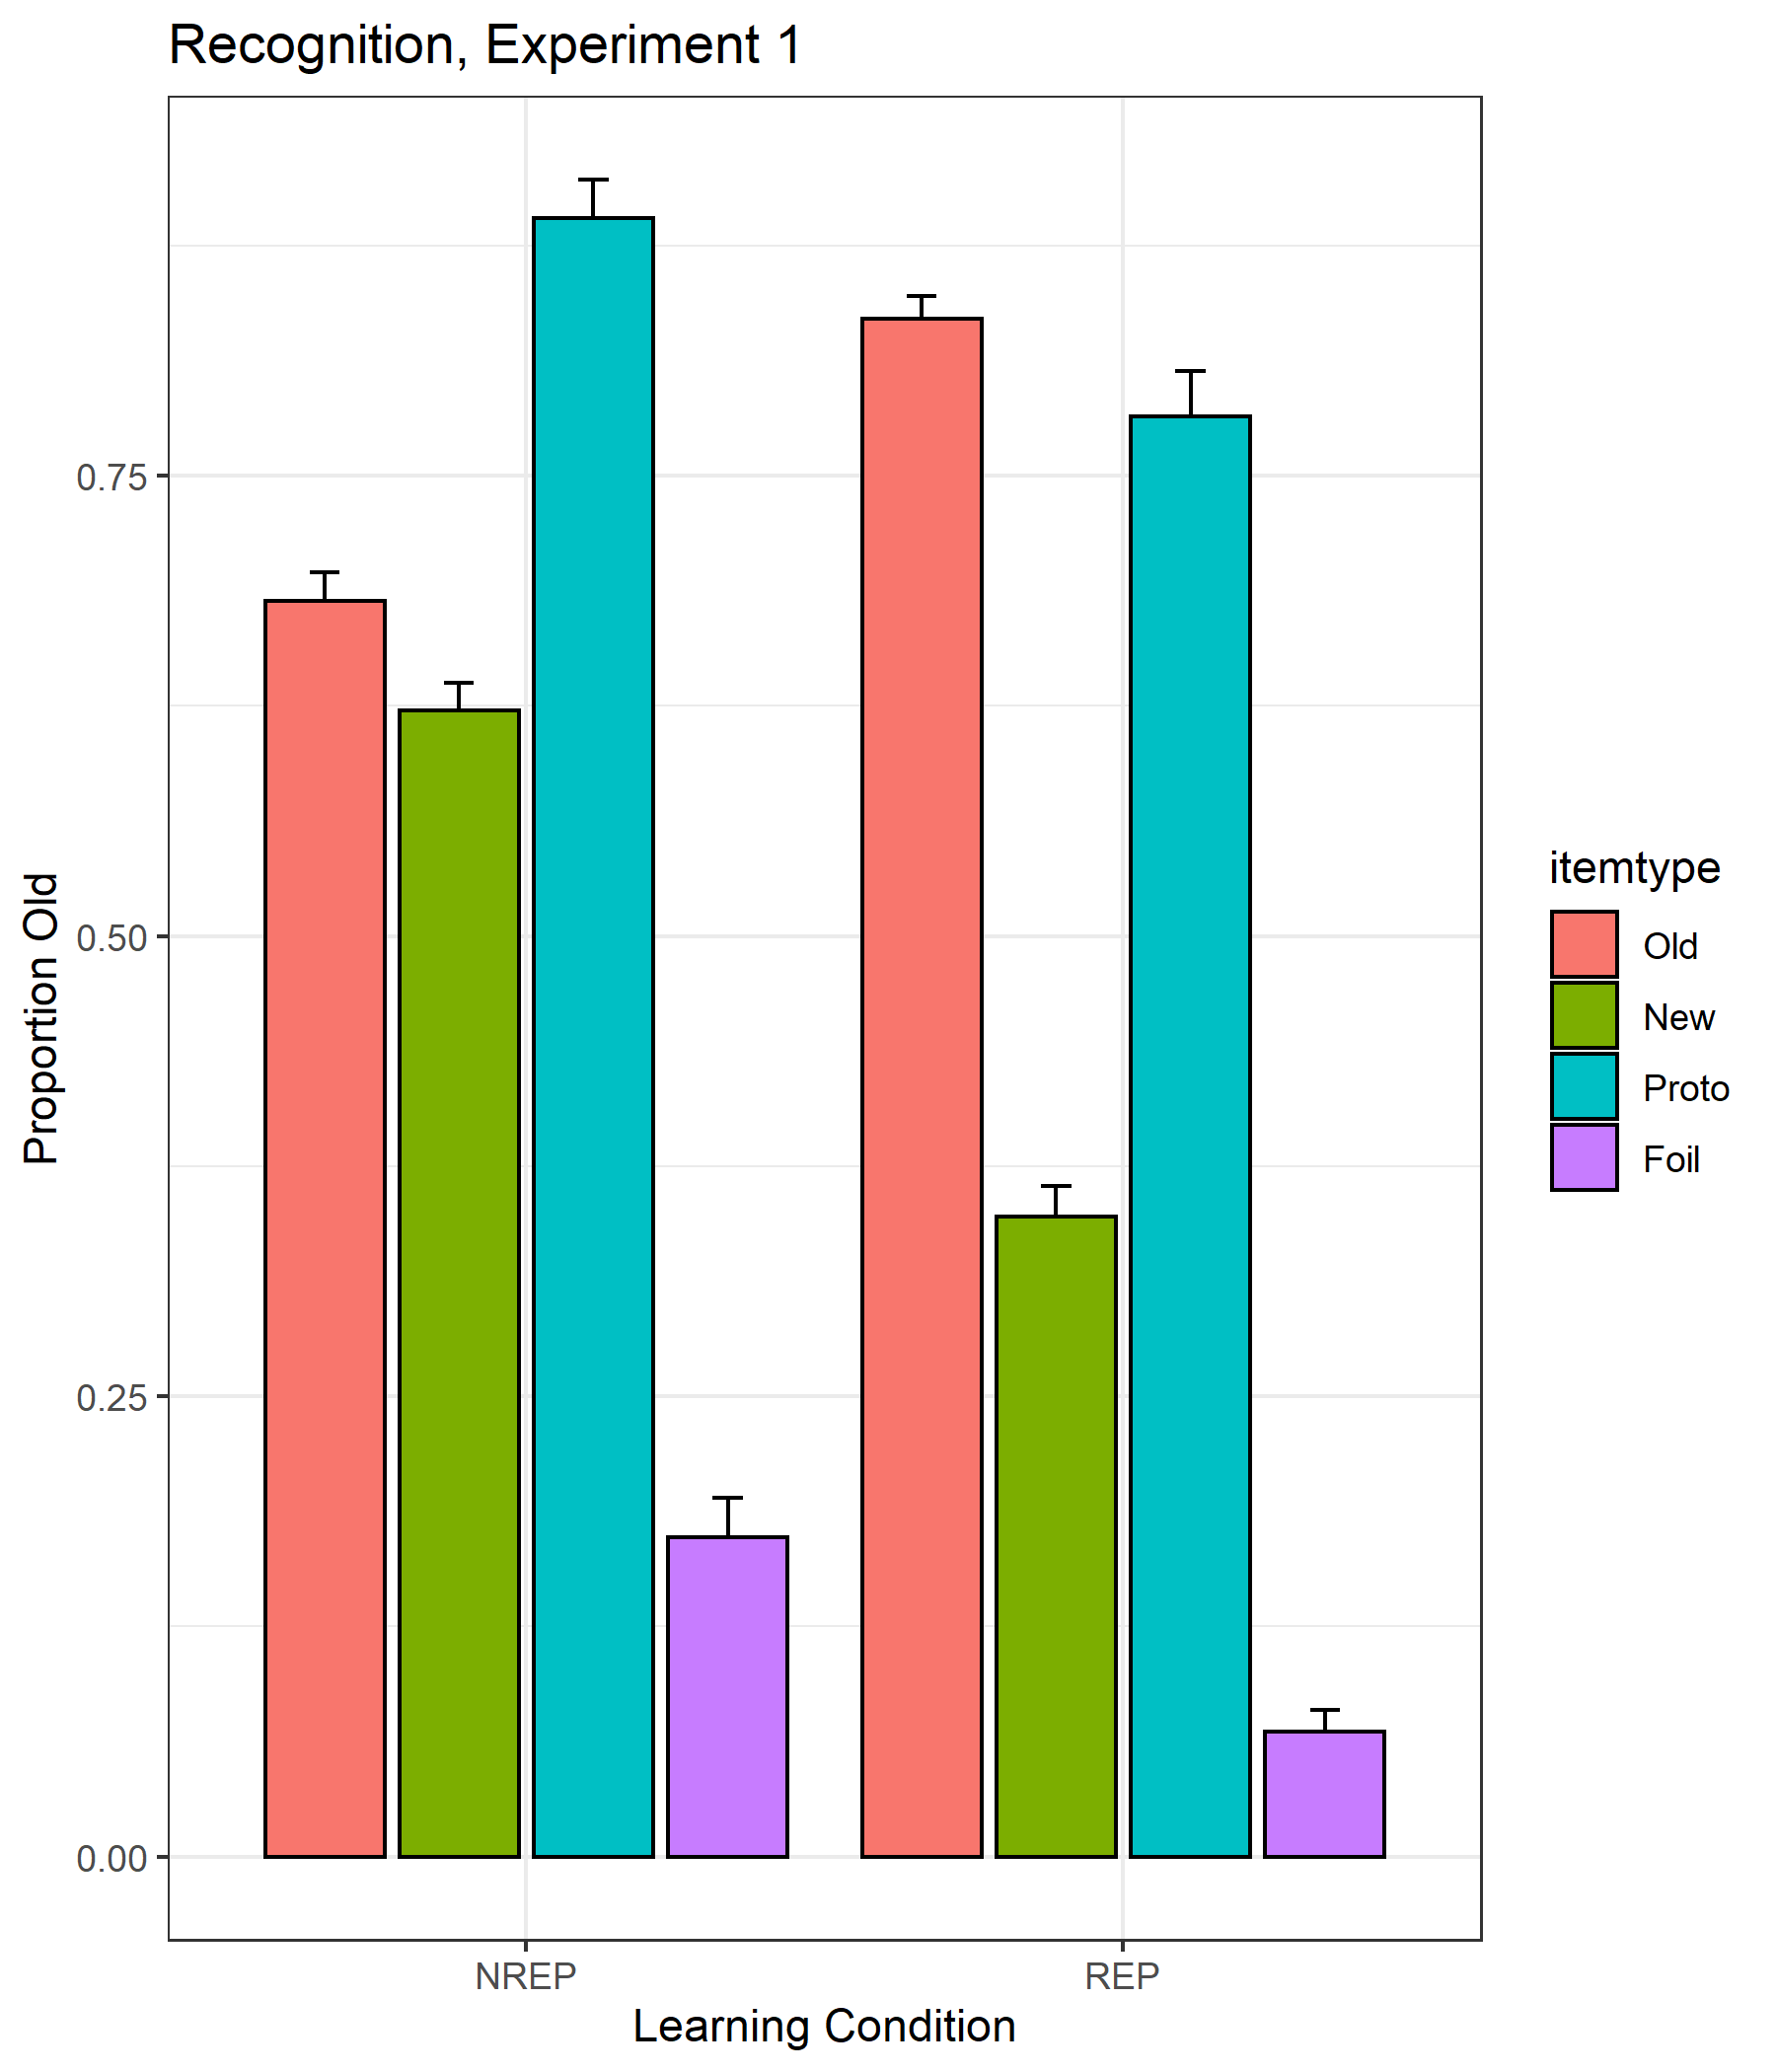 Recognition, Experiment 1
Proportion Old
0.75
0.50
0.25
0.00
NREP
REP
Learning Condition
itemtype
Old
New
Proto
Foil